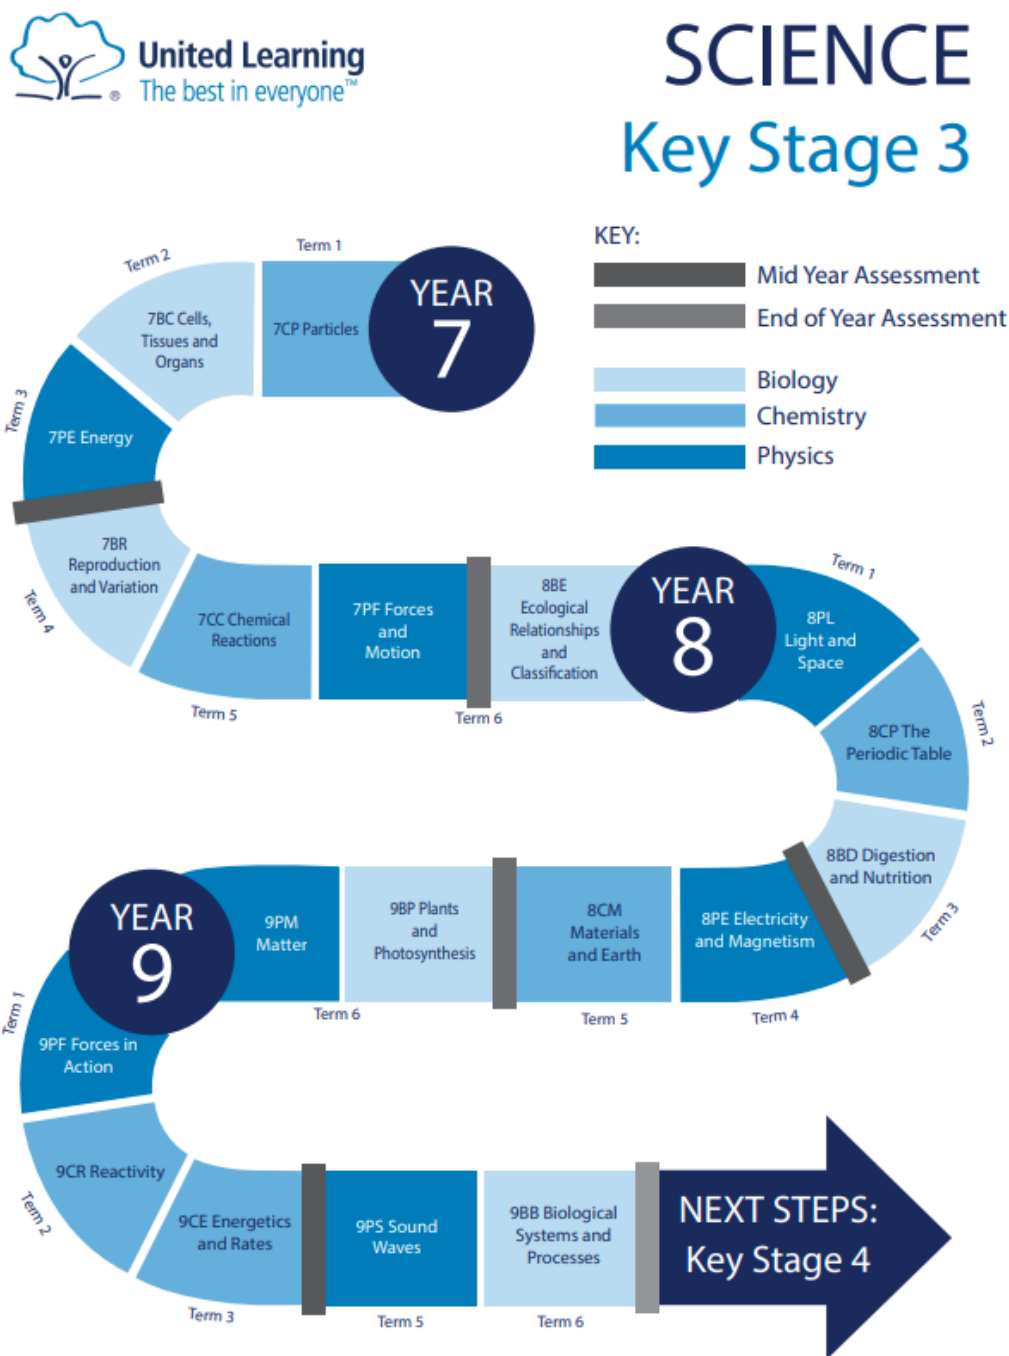 United Learning
The best in everyone™
®
SCIENCE
Key Stage 3
KEY:
Mid Year Assessment
End of Year Assessment
Biology
Chemistry
Physics
YEAR
7
Term 1
7CP Particles
Term 2
7BC Cells,
Tissues and
Organs
Term 3
7PE Energy
7BR
Reproduction
and Variation
Term 4
7CC Chemical
Reactions
Term 5
7PF Forces
and
Motion
Term 6
8BE
Ecological
Relationships
and
Classification
YEAR
8
Term 1
8PL
Light and
Space
8CP The
Periodic Table
Term 2
8BD Digestion
and Nutrition
Term 3
8PE Electricity
and Magnetism
Term 4
8CM
Materials
and Earth
Term 5
9BP Plants
and
Photosynthesis
Term 6
9PM
Matter
YEAR
9
Term 1
9PF Forces in
Action
9CR Reactivity
Term 2
9CE Energetics
and Rates
Term 3
9PS Sound
Waves
Term 5
9BB Biological
Systems and
Processes
Term 6
NEXT STEPS:
Key Stage 4